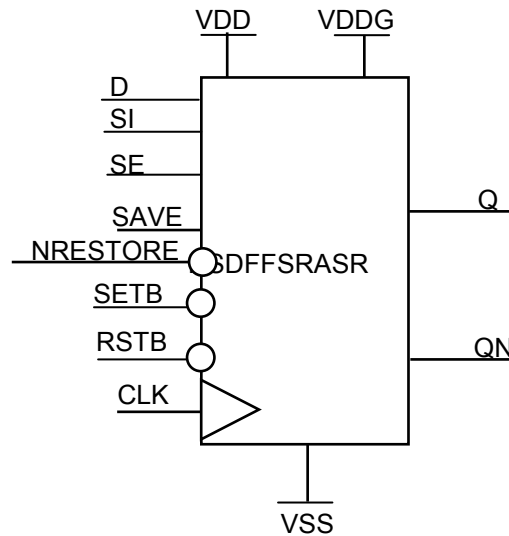 VDD VDDG
D
SI
SE
SAVE
Q
NRESTORE
SDFFSRASR
SETB
RSTB
QN
CLK
VSS